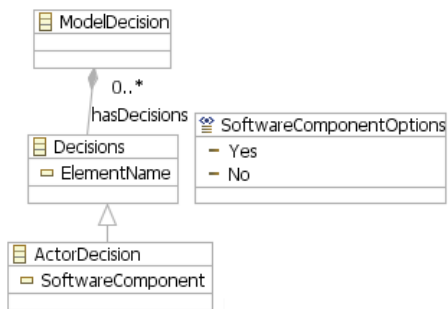 ModelDecision
0..*
hasDecisions
Decisions
ElementName
SoftwareComponentOptions
Yes
No
ActorDecision
SoftwareComponent